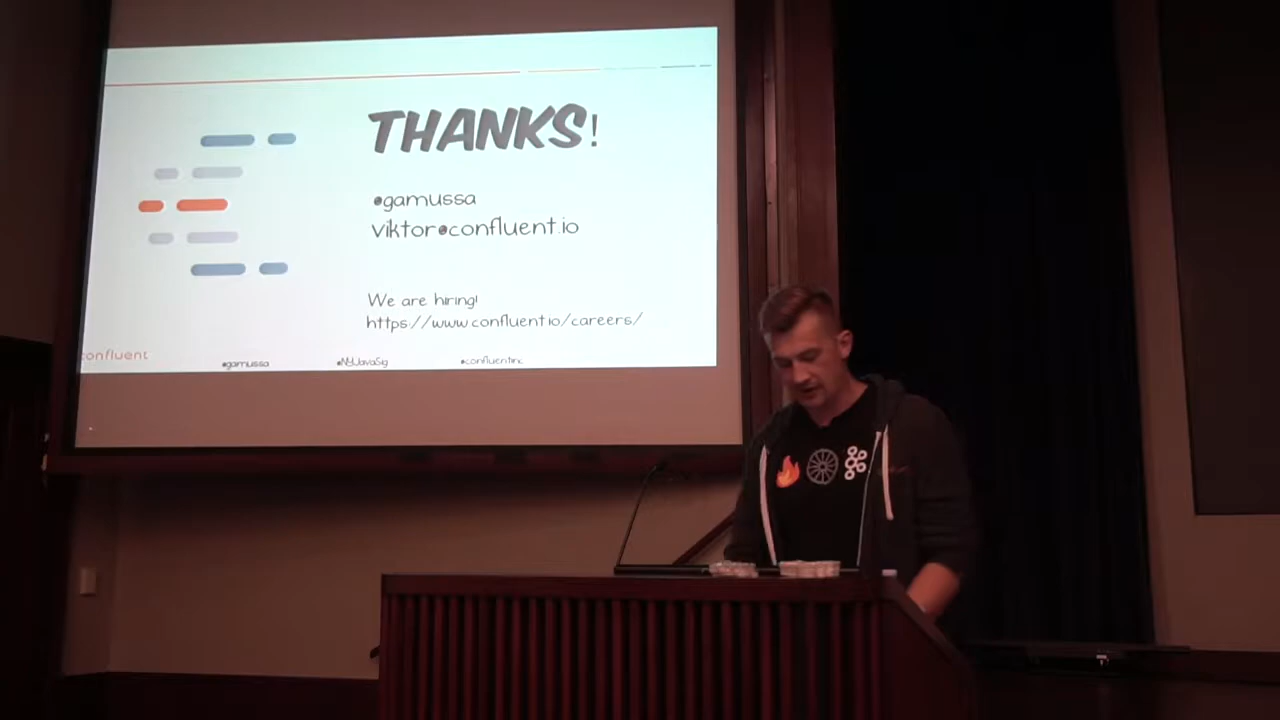 THANKS!
@gamussa
viktor@confluent.io
We are hiring!
https://www.confluent.io/careers/
confluent
@gamussa @NYJavaSig @confluentinc